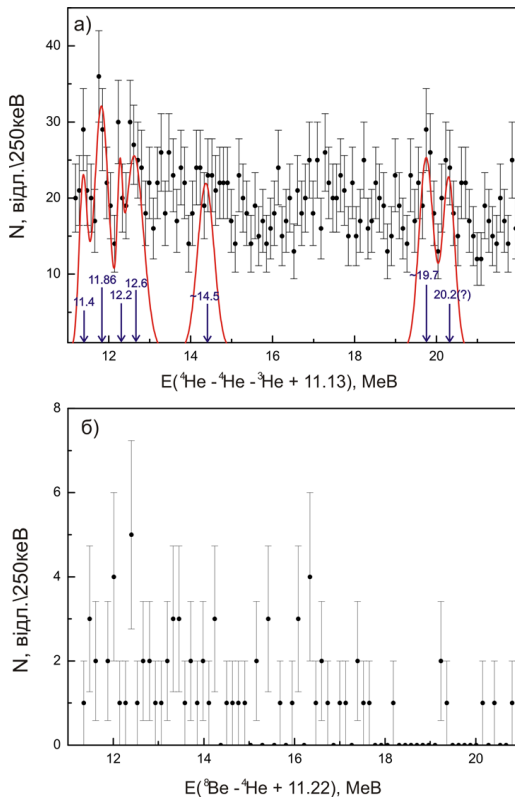 а)
N, відл.\250кеВ
40
30
20
10
11.4
11.86
12.2
12.6
~14.5
~19.7
20.2(?)
12 14 16 18 20
E(⁴He -⁴He -³He + 11.13), МеВ
б)
N, відл.\250кеВ
8
6
4
2
0
12 14 16 18 20
E(⁸Be -⁴He + 11.22), МеВ